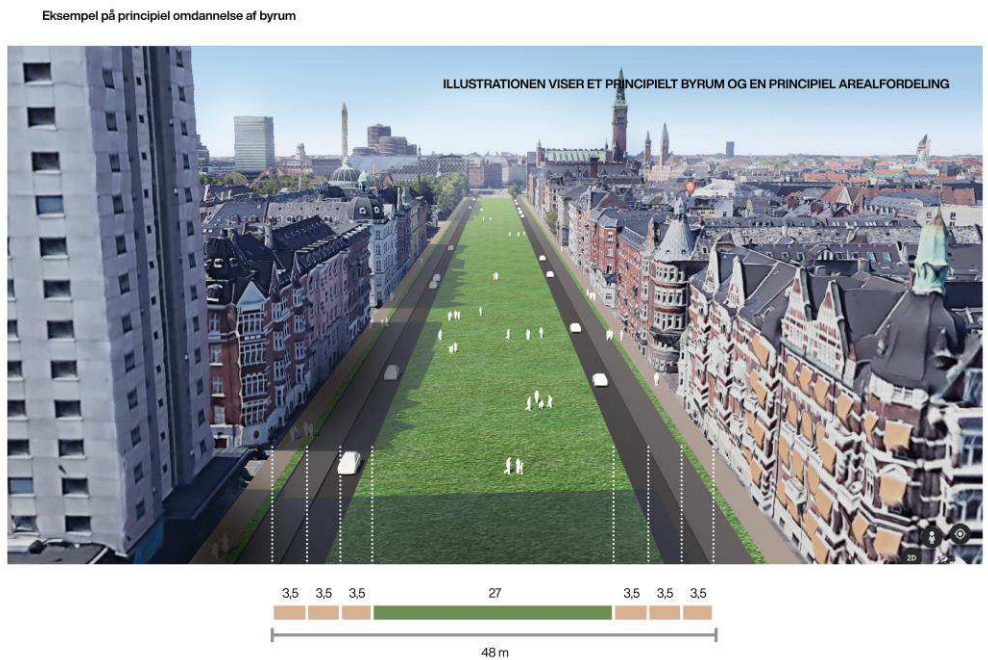 Eksempel på principiel omdannelse af byrum
ILLUSTRATIONEN VISER ET PRINCIPIELT BYRUM OG EN PRINCIPIEL AREALFORDELING
2D
3,5 3,5 3,5 27 3,5 3,5 3,5
48 m